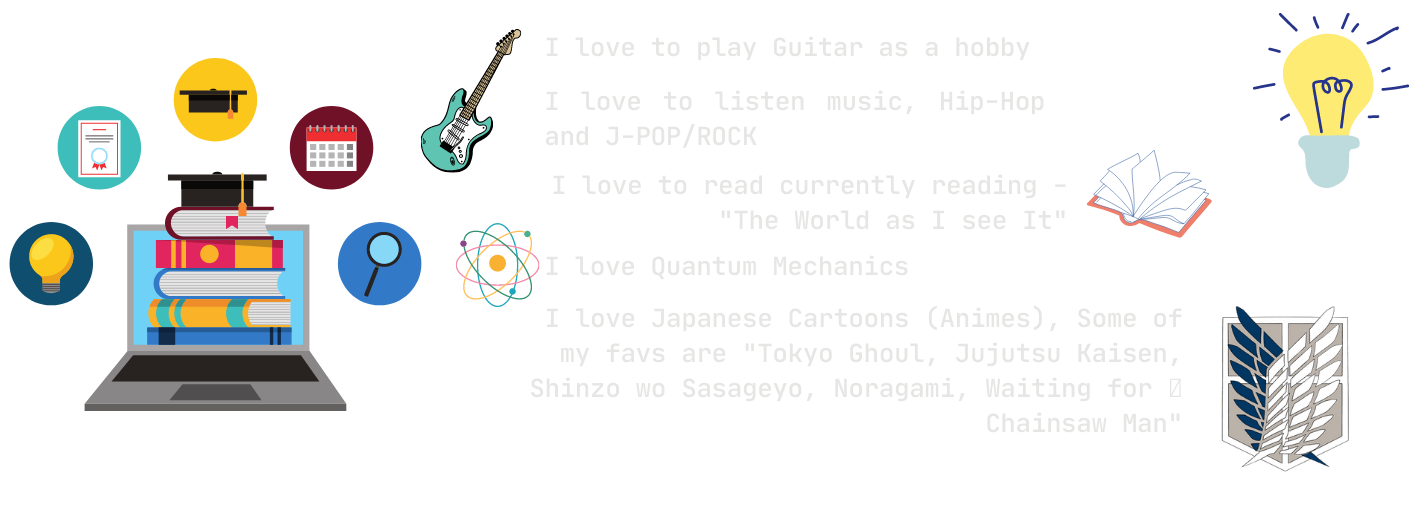 I love to play Guitar as a hobby
I love to listen music, Hip-Hop
and J-POP/ROCK
I love to read currently reading -
"The World as I see It"
I love Quantum Mechanics
I love Japanese Cartoons (Animes), Some of
my favs are "Tokyo Ghoul, Jujutsu Kaisen,
Shinzo wo Sasageyo, Noragami, Waiting for
Chainsaw Man"